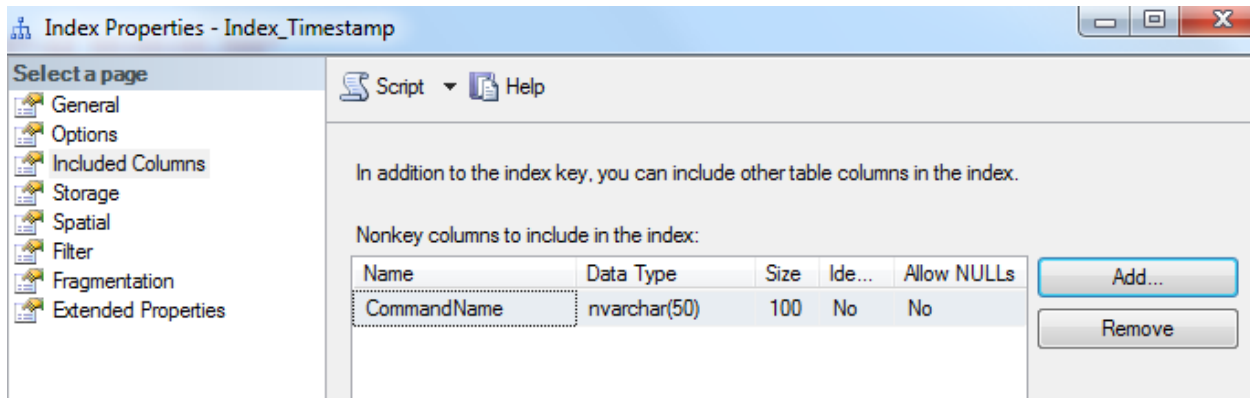 Index Properties - Index_Timestamp
Select a page
General
Options
Included Columns
Storage
Spatial
Filter
Fragmentation
Extended Properties
Script Help
In addition to the index key, you can include other table columns in the index.
Nonkey columns to include in the index:
Name Data Type Size Ide... Allow NULLs
CommandName nvarchar(50) 100 No No
Add...
Remove